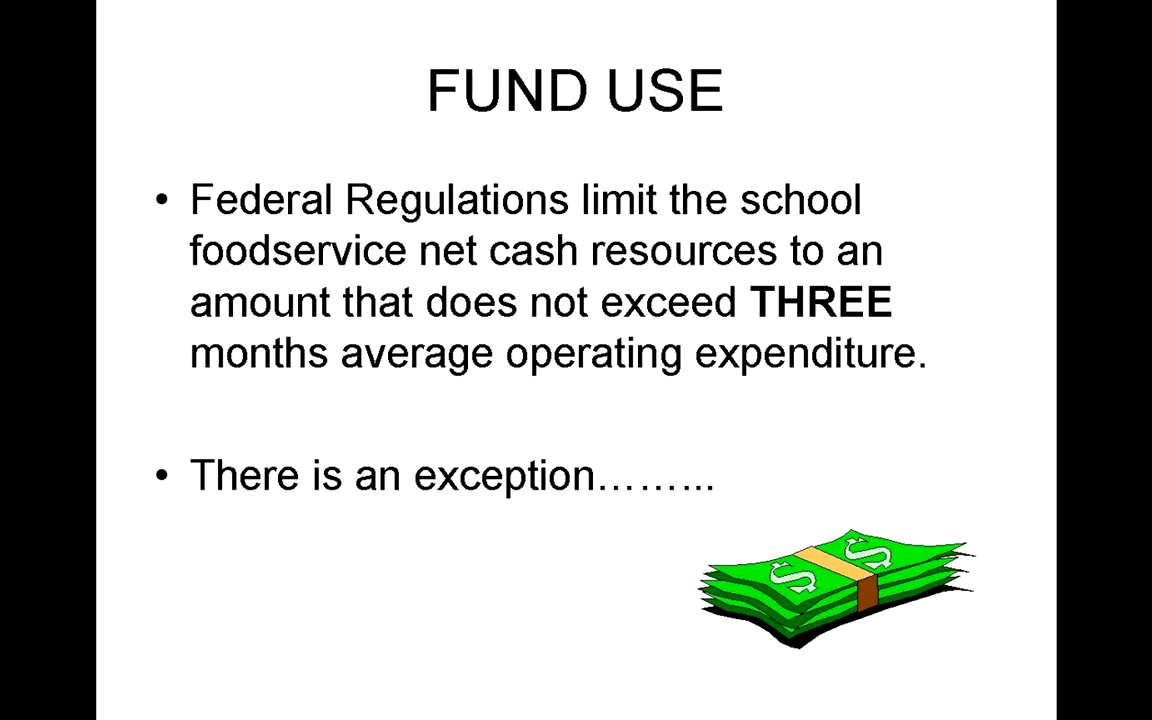 FUND USE
• Federal Regulations limit the school
foodservice net cash resources to an
amount that does not exceed THREE
months average operating expenditure.
• There is an exception……...
$ $